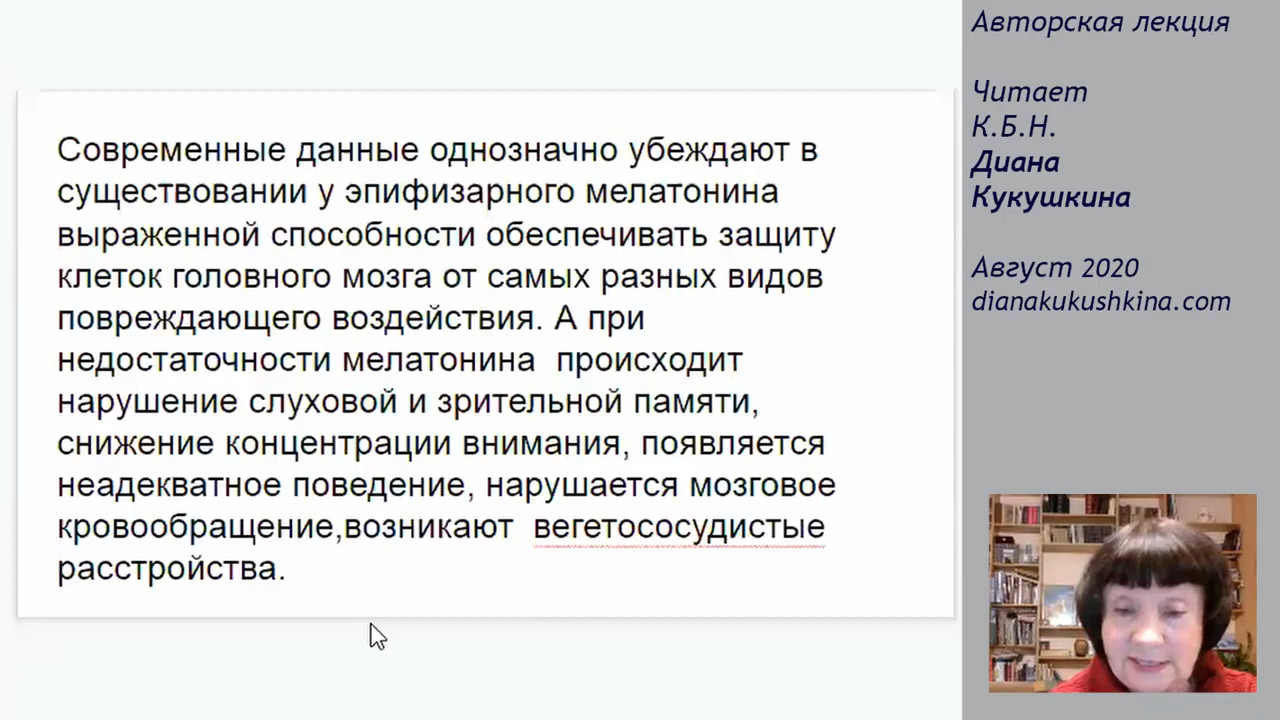 Современные данные однозначно убеждают в
существовании у эпифизарного мелатонина
выраженной способности обеспечивать защиту
клеток головного мозга от самых разных видов
повреждающего воздействия. А при
недостаточности мелатонина  происходит
нарушение слуховой и зрительной памяти,
снижение концентрации внимания, появляется
неадекватное поведение, нарушается мозговое
кровообращение,возникают  вегетососудистые
расстройства.
Авторская лекция
Читает
К.Б.Н.
Диана
Кукушкина
Август 2020
dianakukushkina.com